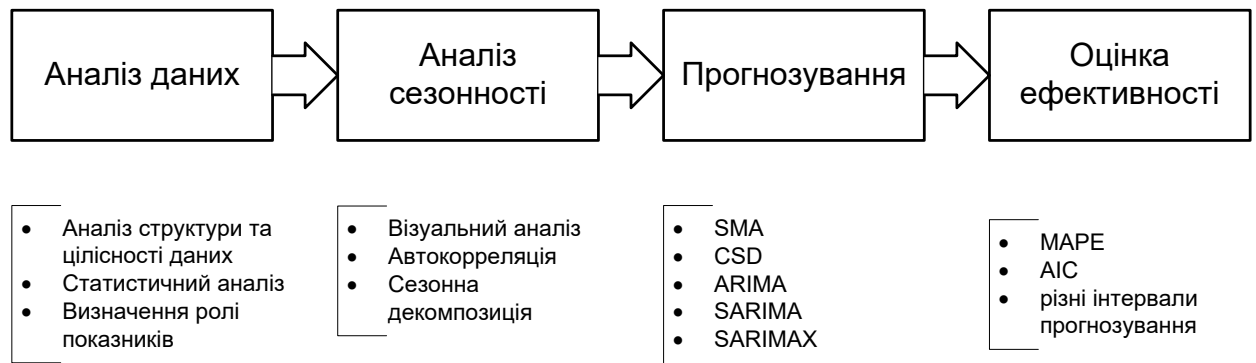 Аналіз даних
Аналіз
сезонності
Прогнозування
Оцінка
ефективності
• Аналіз структури та
цілісності даних
• Статистичний аналіз
• Визначення ролі
показників
• Візуальний аналіз
• Автокорреляція
• Сезонна
декомпозиція
• SMA
• CSD
• ARIMA
• SARIMA
• SARIMAX
• MAPE
• AIC
• різні інтервали
прогнозування